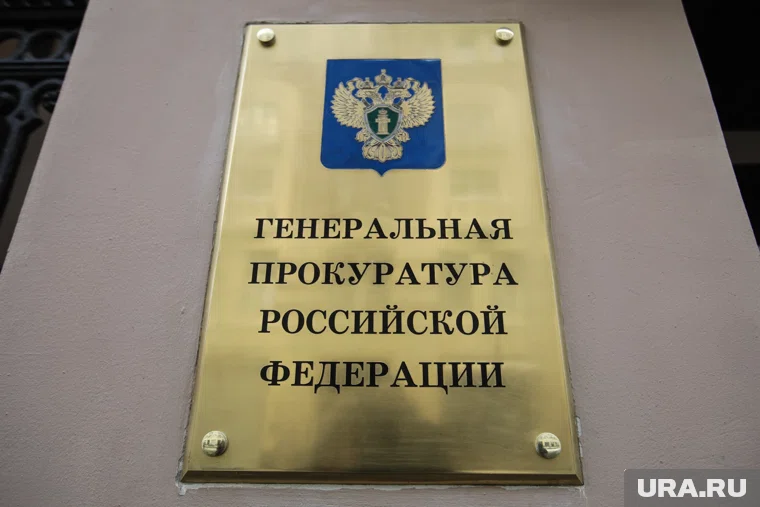 ГЕНЕРАЛЬНАЯ
ПРОКУРАТУРА
РОССИЙСКОЙ
ФЕДЕРАЦИИ
URA.RU